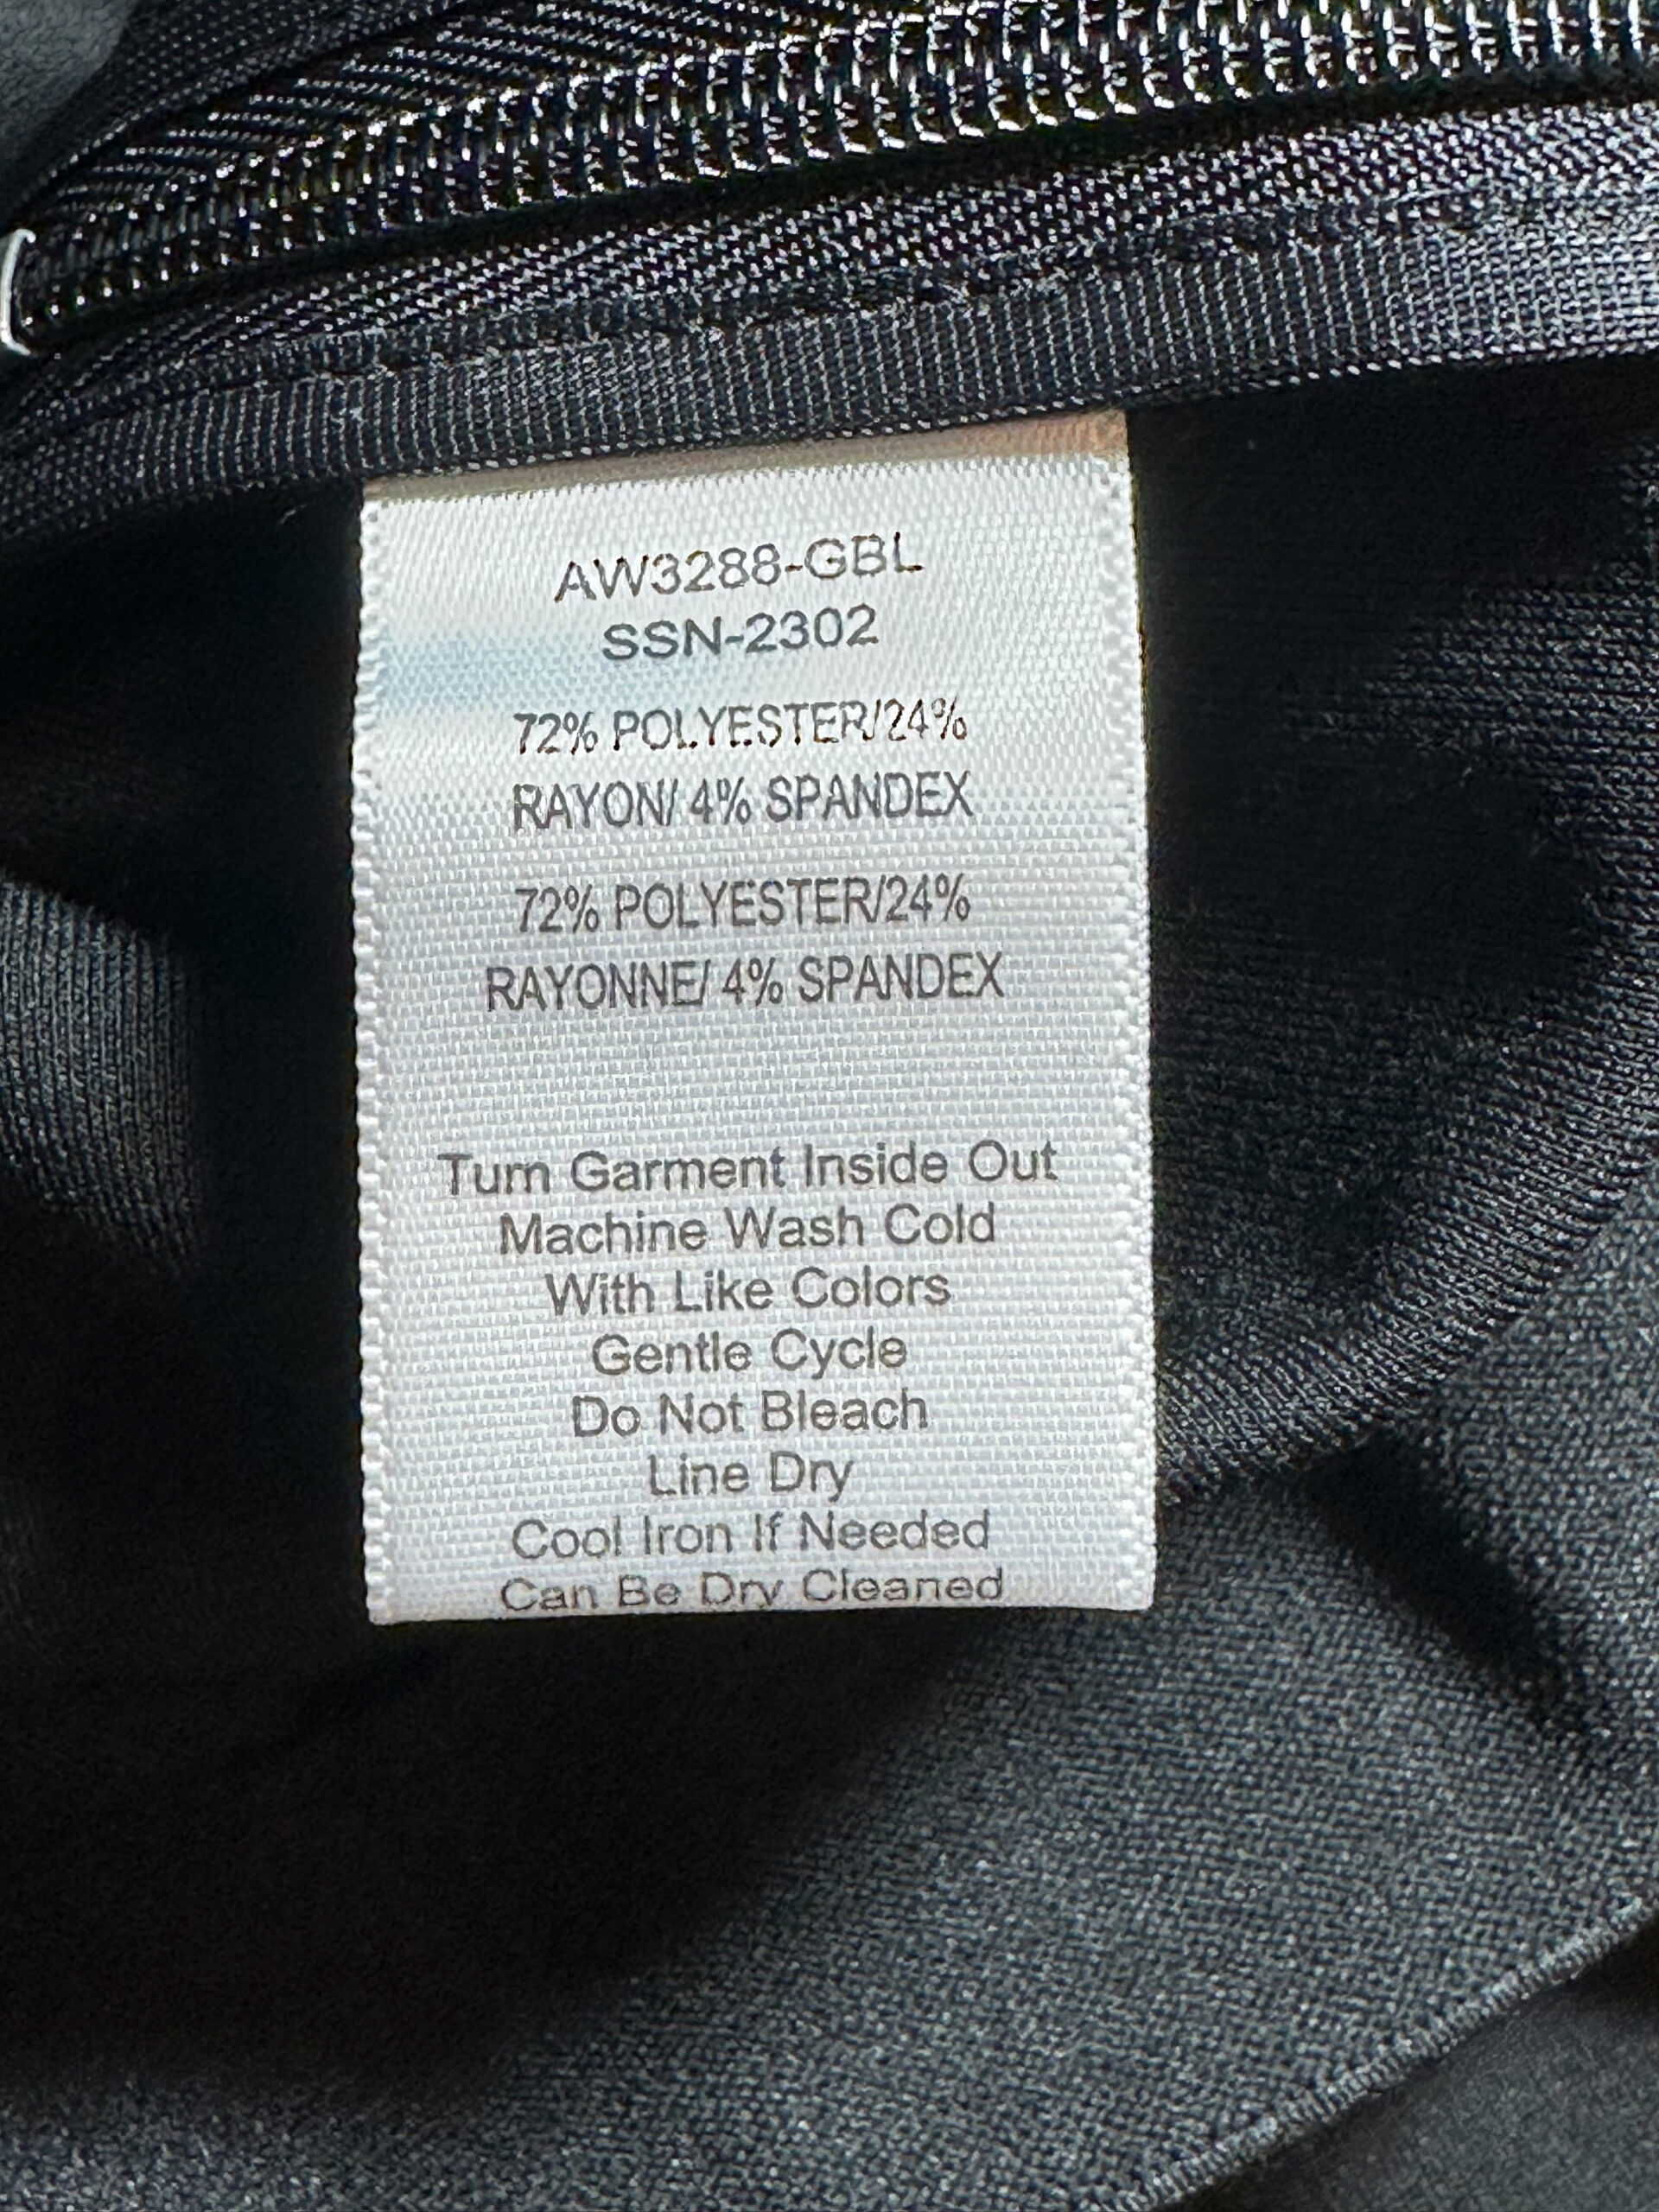 AW3288-GBL
SSN-2302
72% POLYESTER/24%
RAYON/ 4% SPANDEX
72% POLYESTER/24%
RAYONNE/ 4% SPANDEX
Turn Garment Inside Out
Machine Wash Cold
With Like Colors
Gentle Cycle
Do Not Bleach
Line Dry
Cool Iron If Needed
Can Be Dry Cleaned